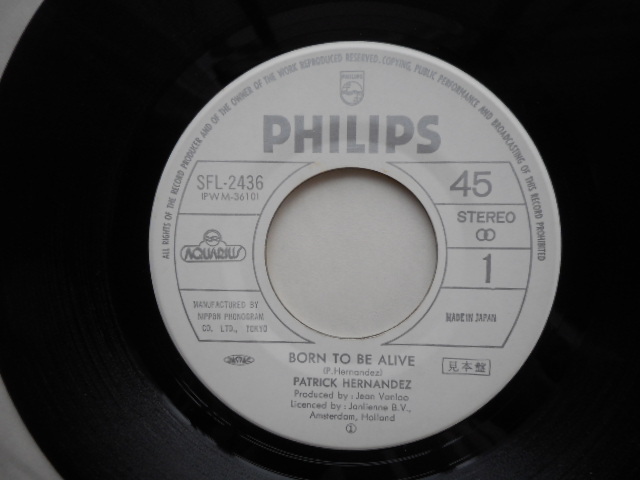 ALL RIGHTS OF THE RECORD PRODUCER AND OF THE OWNER OF THE WORK REPRODUCED RESERVED. COPYING, PUBLIC PERFORMANCE AND BROADCASTING OF THIS RECORD PROHIBITED
PHILIPS
PHILIPS
SFL-2436
(PWM-3610)
45
STEREO
1
AQUARIUS
MANUFACTURED BY
NIPPON PHONOGRAM
CO. LTD., TOKYO
MADE IN JAPAN
BORN TO BE ALIVE
(P.Hernandez)
見本盤
PATRICK HERNANDEZ
Produced by : Jean Vanloo
Licenced by : Janlienne B.V.,
Amsterdam, Holland
①